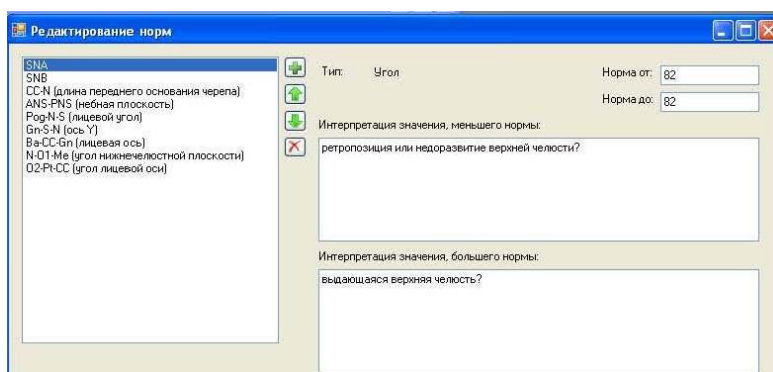 Редактирование норм
SNA
SNB
CC-N (длина переднего основания черепа)
ANS-PNS (небная плоскость)
Pog-N-S (лицевой угол)
Gn-S-N (ось Y)
Ba-CC-Gn (лицевая ось)
N-O1-Me (угол нижнечелюстной плоскости)
O2-Pt-CC (угол лицевой оси)
Тип: Угол
Норма от: 82
Норма до: 82
Интерпретация значения, меньшего нормы:
ретропозиция или недоразвитие верхней челюсти?
Интерпретация значения, большего нормы:
выдающаяся верхняя челюсть?